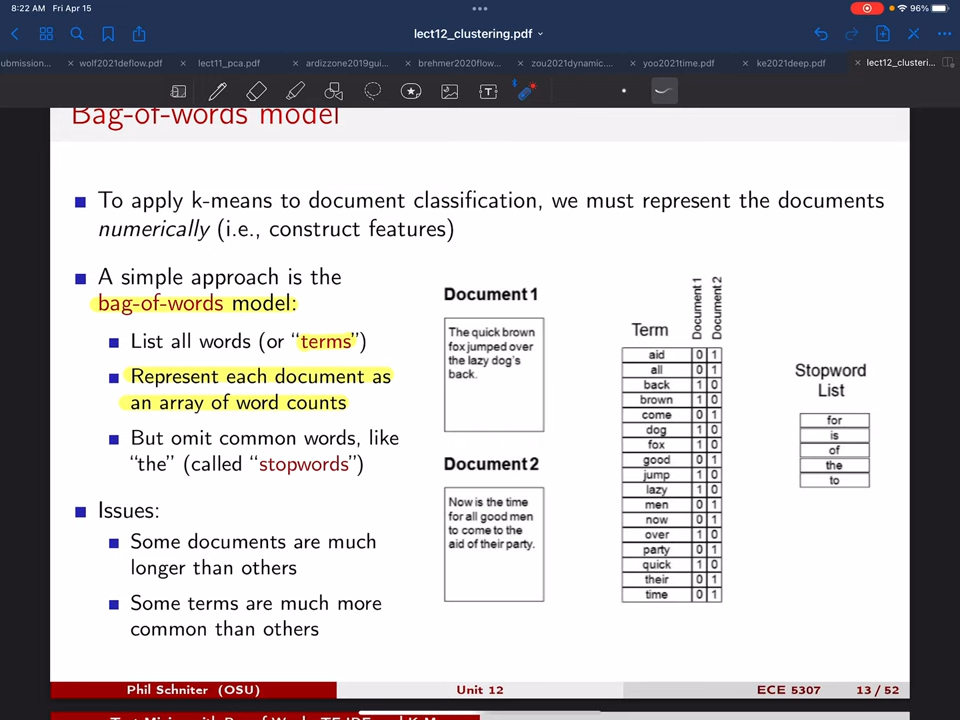 8:22 AM Fri Apr 15
96%
lect12_clustering.pdf
ubmission...
wolf2021deflow.pdf
lect11_pca.pdf
ardizzone2019gui...
brehmer2020flow...
zou2021dynamic....
yoo2021time.pdf
ke2021deep.pdf
lect12_clusteri...
Bag-of-words model
To apply k-means to document classification, we must represent the documents
numerically (i.e., construct features)
A simple approach is the
bag-of-words model:
List all words (or “terms”)
Represent each document as
an array of word counts
But omit common words, like
“the” (called “stopwords”)
Issues:
Some documents are much
longer than others
Some terms are much more
common than others
Document 1
The quick brown
fox jumped over
the lazy dog's
back.
Document 2
Now is the time
for all good men
to come to the
aid of their party.
Term Document 1 Document 2
aid 0 1
all 0 1
back 1 0
brown 1 0
come 0 1
dog 1 0
fox 1 0
good 0 1
jump 1 0
lazy 1 0
men 0 1
now 0 1
over 1 0
party 0 1
quick 1 0
their 0 1
time 0 1
Stopword
List
for
is
of
the
to
Phil Schniter (OSU) Unit 12 ECE 5307 13 / 52